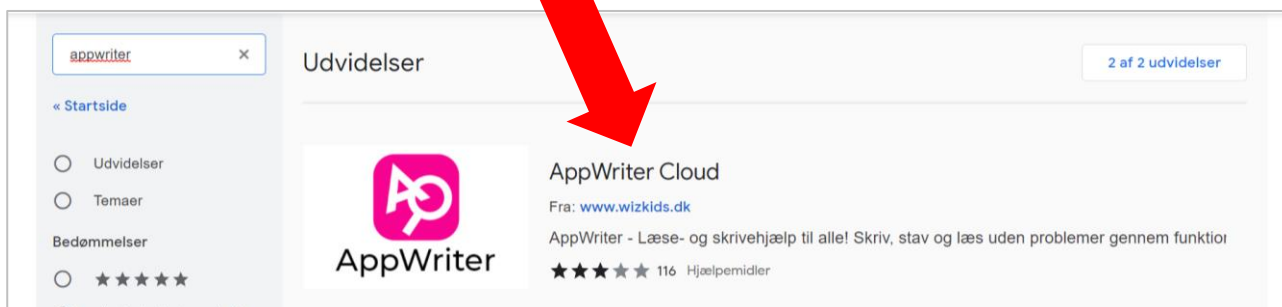 appwriter
« Startside
Udvidelser
Temaer
Bedømmelser
Udvidelser
2 af 2 udvidelser
AppWriter
AppWriter Cloud
Fra: www.wizkids.dk
AppWriter - Læse- og skrivehjælp til alle! Skriv, stav og læs uden problemer gennem funktion
116 Hjælpemidler